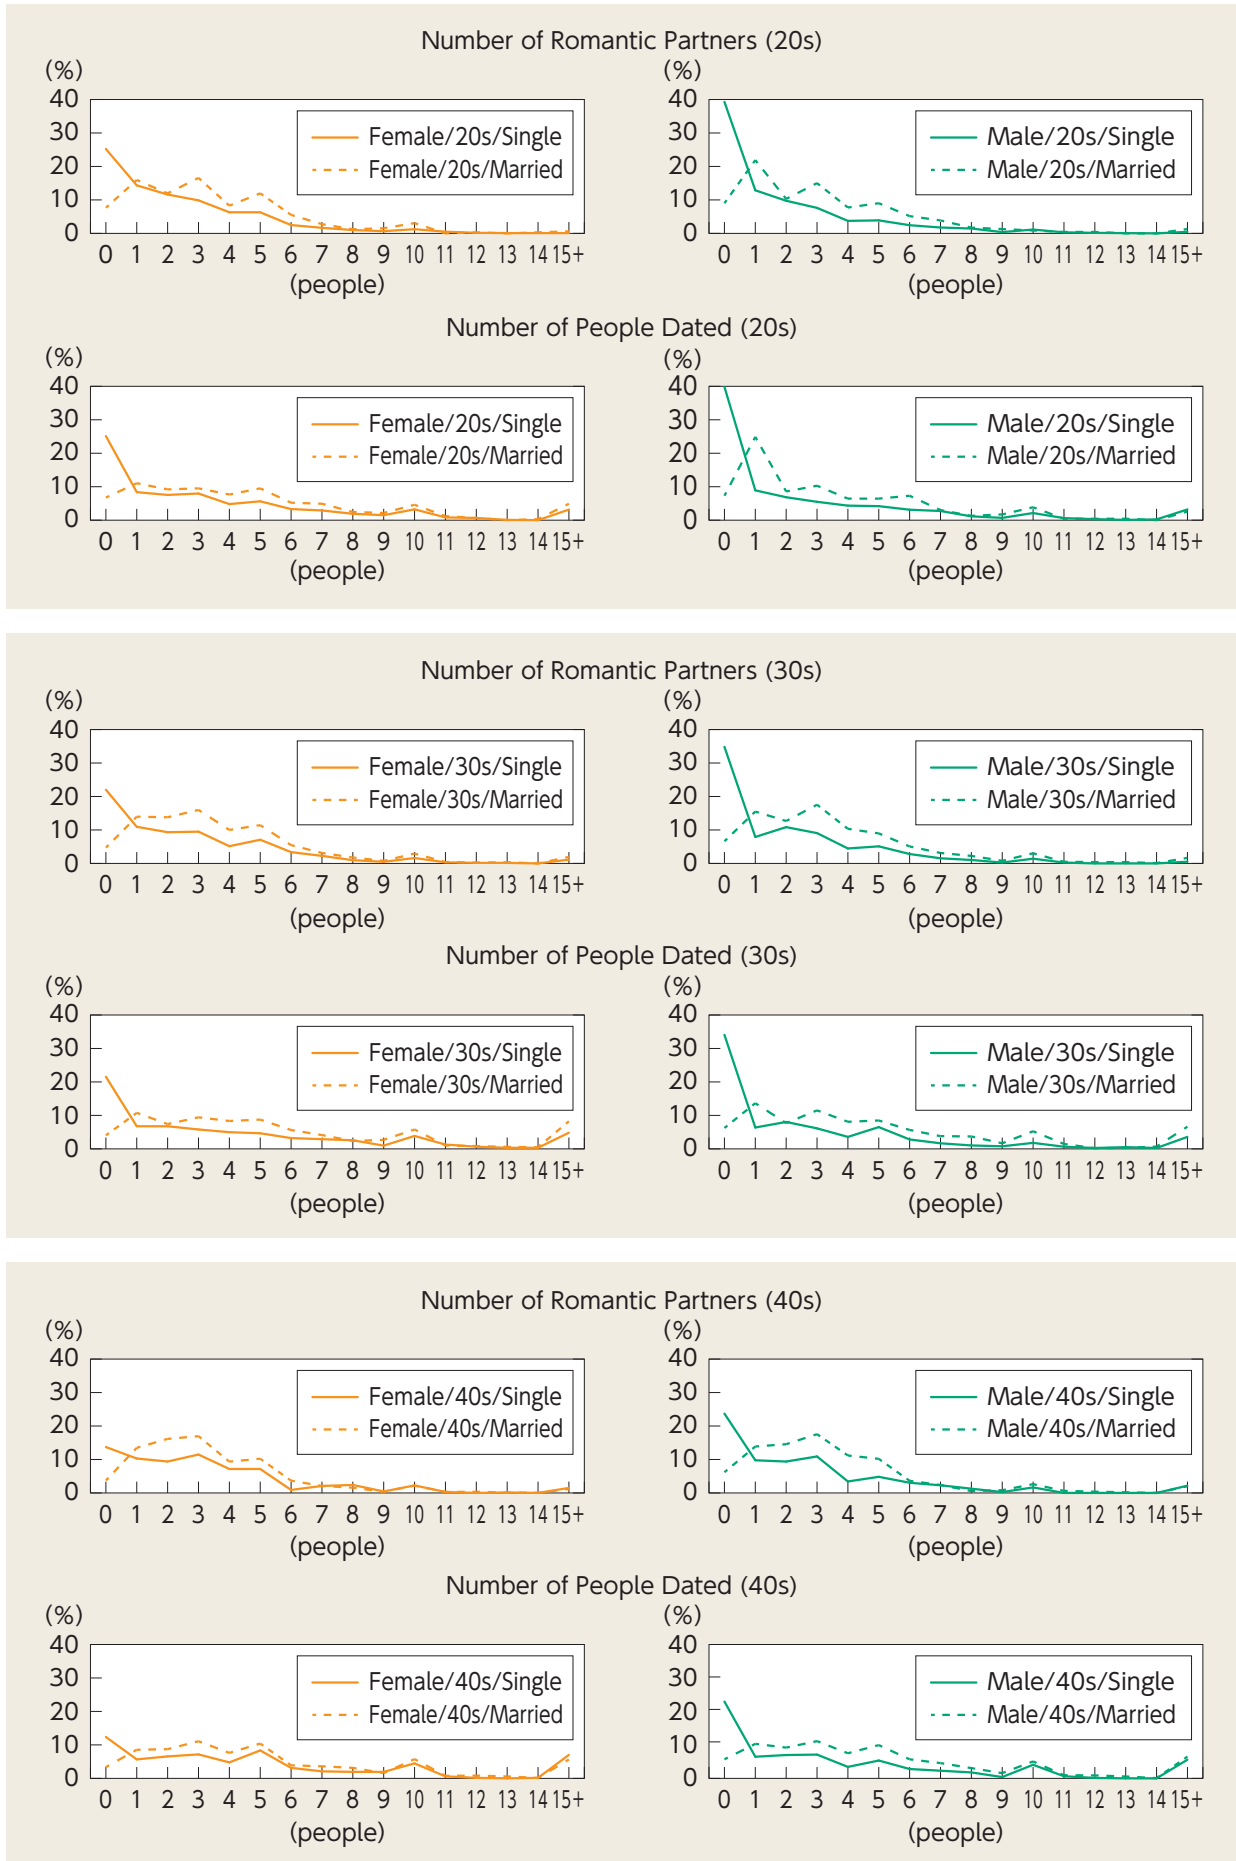 Number of Romantic Partners (20s)
(%) (%)
40 40
30 30
20 20
10 10
0 0
Female/20s/Single Male/20s/Single
Female/20s/Married Male/20s/Married
0 1 2 3 4 5 6 7 8 9 10 11 12 13 14 15+ 0 1 2 3 4 5 6 7 8 9 10 11 12 13 14 15+
(people) (people)
Number of People Dated (20s)
(%) (%)
40 40
30 30
20 20
10 10
0 0
Female/20s/Single Male/20s/Single
Female/20s/Married Male/20s/Married
0 1 2 3 4 5 6 7 8 9 10 11 12 13 14 15+ 0 1 2 3 4 5 6 7 8 9 10 11 12 13 14 15+
(people) (people)
Number of Romantic Partners (30s)
(%) (%)
40 40
30 30
20 20
10 10
0 0
Female/30s/Single Male/30s/Single
Female/30s/Married Male/30s/Married
0 1 2 3 4 5 6 7 8 9 10 11 12 13 14 15+ 0 1 2 3 4 5 6 7 8 9 10 11 12 13 14 15+
(people) (people)
Number of People Dated (30s)
(%) (%)
40 40
30 30
20 20
10 10
0 0
Female/30s/Single Male/30s/Single
Female/30s/Married Male/30s/Married
0 1 2 3 4 5 6 7 8 9 10 11 12 13 14 15+ 0 1 2 3 4 5 6 7 8 9 10 11 12 13 14 15+
(people) (people)
Number of Romantic Partners (40s)
(%) (%)
40 40
30 30
20 20
10 10
0 0
Female/40s/Single Male/40s/Single
Female/40s/Married Male/40s/Married
0 1 2 3 4 5 6 7 8 9 10 11 12 13 14 15+ 0 1 2 3 4 5 6 7 8 9 10 11 12 13 14 15+
(people) (people)
Number of People Dated (40s)
(%) (%)
40 40
30 30
20 20
10 10
0 0
Female/40s/Single Male/40s/Single
Female/40s/Married Male/40s/Married
0 1 2 3 4 5 6 7 8 9 10 11 12 13 14 15+ 0 1 2 3 4 5 6 7 8 9 10 11 12 13 14 15+
(people) (people)